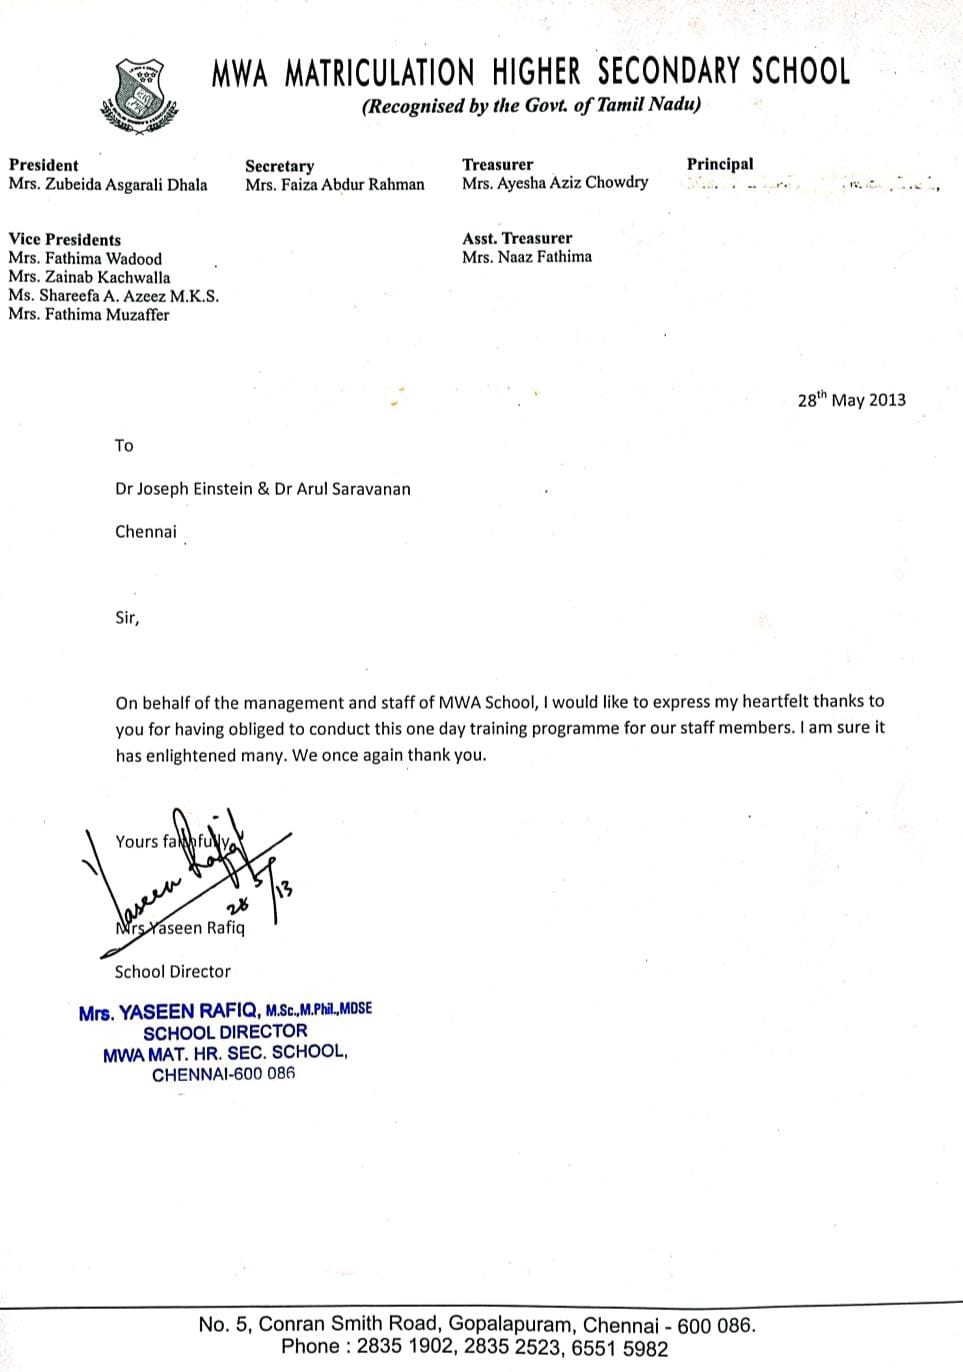 MWA MATRICULATION HIGHER SECONDARY SCHOOL
(Recognised by the Govt. of Tamil Nadu)
President
Mrs. Zubeida Asgarali Dhala
Secretary
Mrs. Faiza Abdur Rahman
Treasurer
Mrs. Ayesha Aziz Chowdry
Principal
Vice Presidents
Mrs. Fathima Wadood
Mrs. Zainab Kachwalla
Ms. Shareefa A. Azeez M.K.S.
Mrs. Fathima Muzaffer
Asst. Treasurer
Mrs. Naaz Fathima
28th May 2013
To
Dr Joseph Einstein & Dr Arul Saravanan
Chennai
Sir,
On behalf of the management and staff of MWA School, I would like to express my heartfelt thanks to
you for having obliged to conduct this one day training programme for our staff members. I am sure it
has enlightened many. We once again thank you.
Yours faithfully,
Yaseen Rafiq
28/5/13
Mrs Yaseen Rafiq
School Director
Mrs. YASEEN RAFIQ, M.Sc.,M.Phil.,MDSE
SCHOOL DIRECTOR
MWA MAT. HR. SEC. SCHOOL,
CHENNAI-600 086
No. 5, Conran Smith Road, Gopalapuram, Chennai - 600 086.
Phone : 2835 1902, 2835 2523, 6551 5982